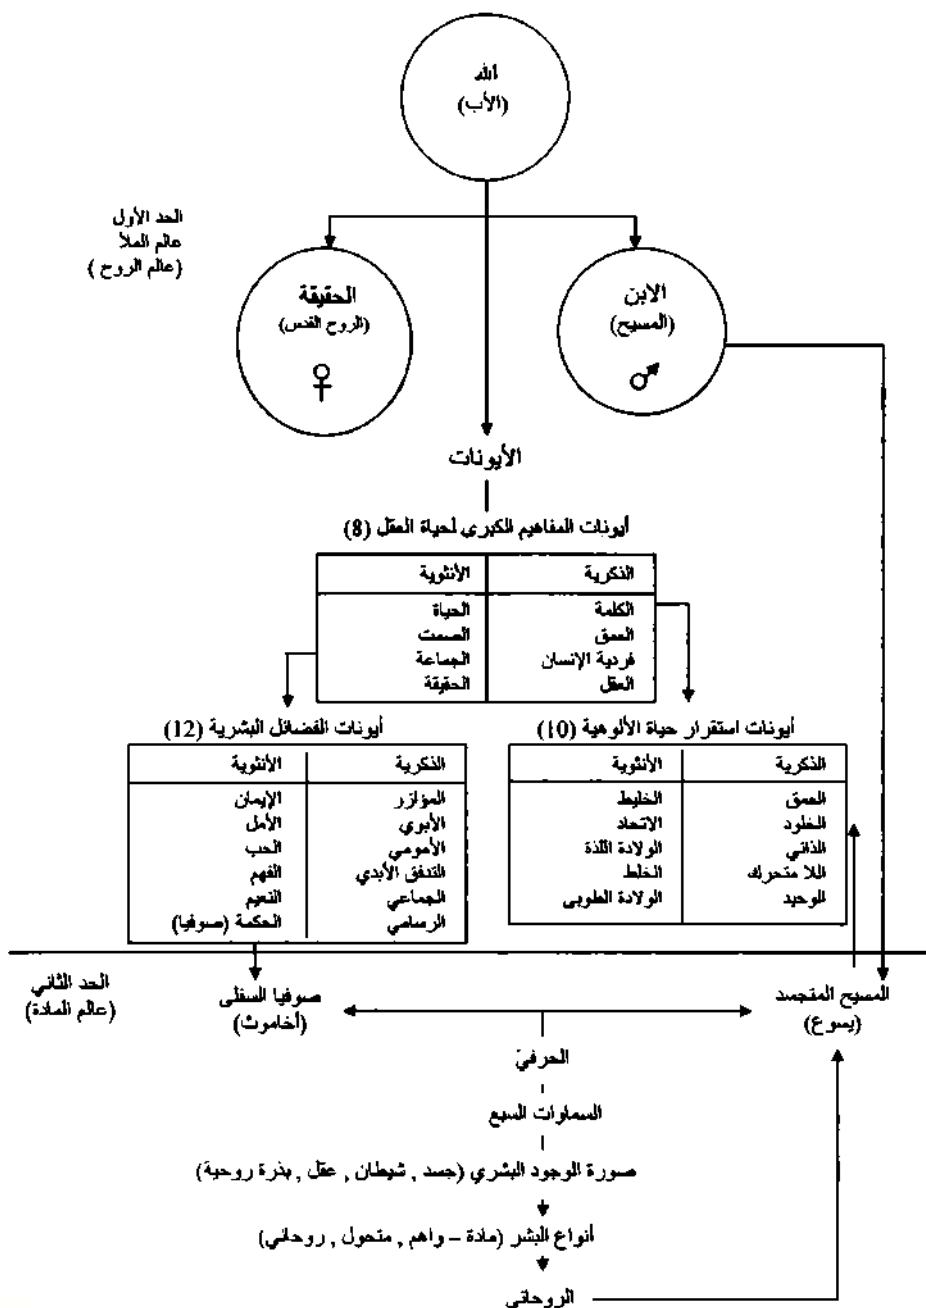 الله
(الأب)
الحد الأول
عالم الملأ
(عالم الروح)
الابن
(المسيح)
الحقيقة
(الروح القدس)
الأيونات
أيونات المفاهيم الكبرى لحياة العقل (8)
الذكرية الأنثوية
الكلمة الحياة
العمق الصمت
فردية الإنسان الجماعة
العقل الحقيقة
أيونات استقرار حياة الألوهية (10)
الذكرية الأنثوية
العمق الخليط
الخلود الاتحاد
الذاتي الولادة اللذة
اللا متحرك الخلط
الوحيد الولادة الطوبى
أيونات الفضائل البشرية (12)
الذكرية الأنثوية
المؤازر الإيمان
الأبوي الأمل
الأمومي الحب
التدفق الأبدي الفهم
الجماعي النعيم
الرسامي الحكمة (صوفيا)
الحد الثاني
(عالم المادة)
المسيح المتجسد
(يسوع)
صوفيا السفلى
(أخاموث)
الحرفيّ
السماوات السبع
صورة الوجود البشري (جسد , شيطان , عقل , بذرة روحية)
أنواع البشر (مادة – واهم , متحول , روحاني)
الروحاني